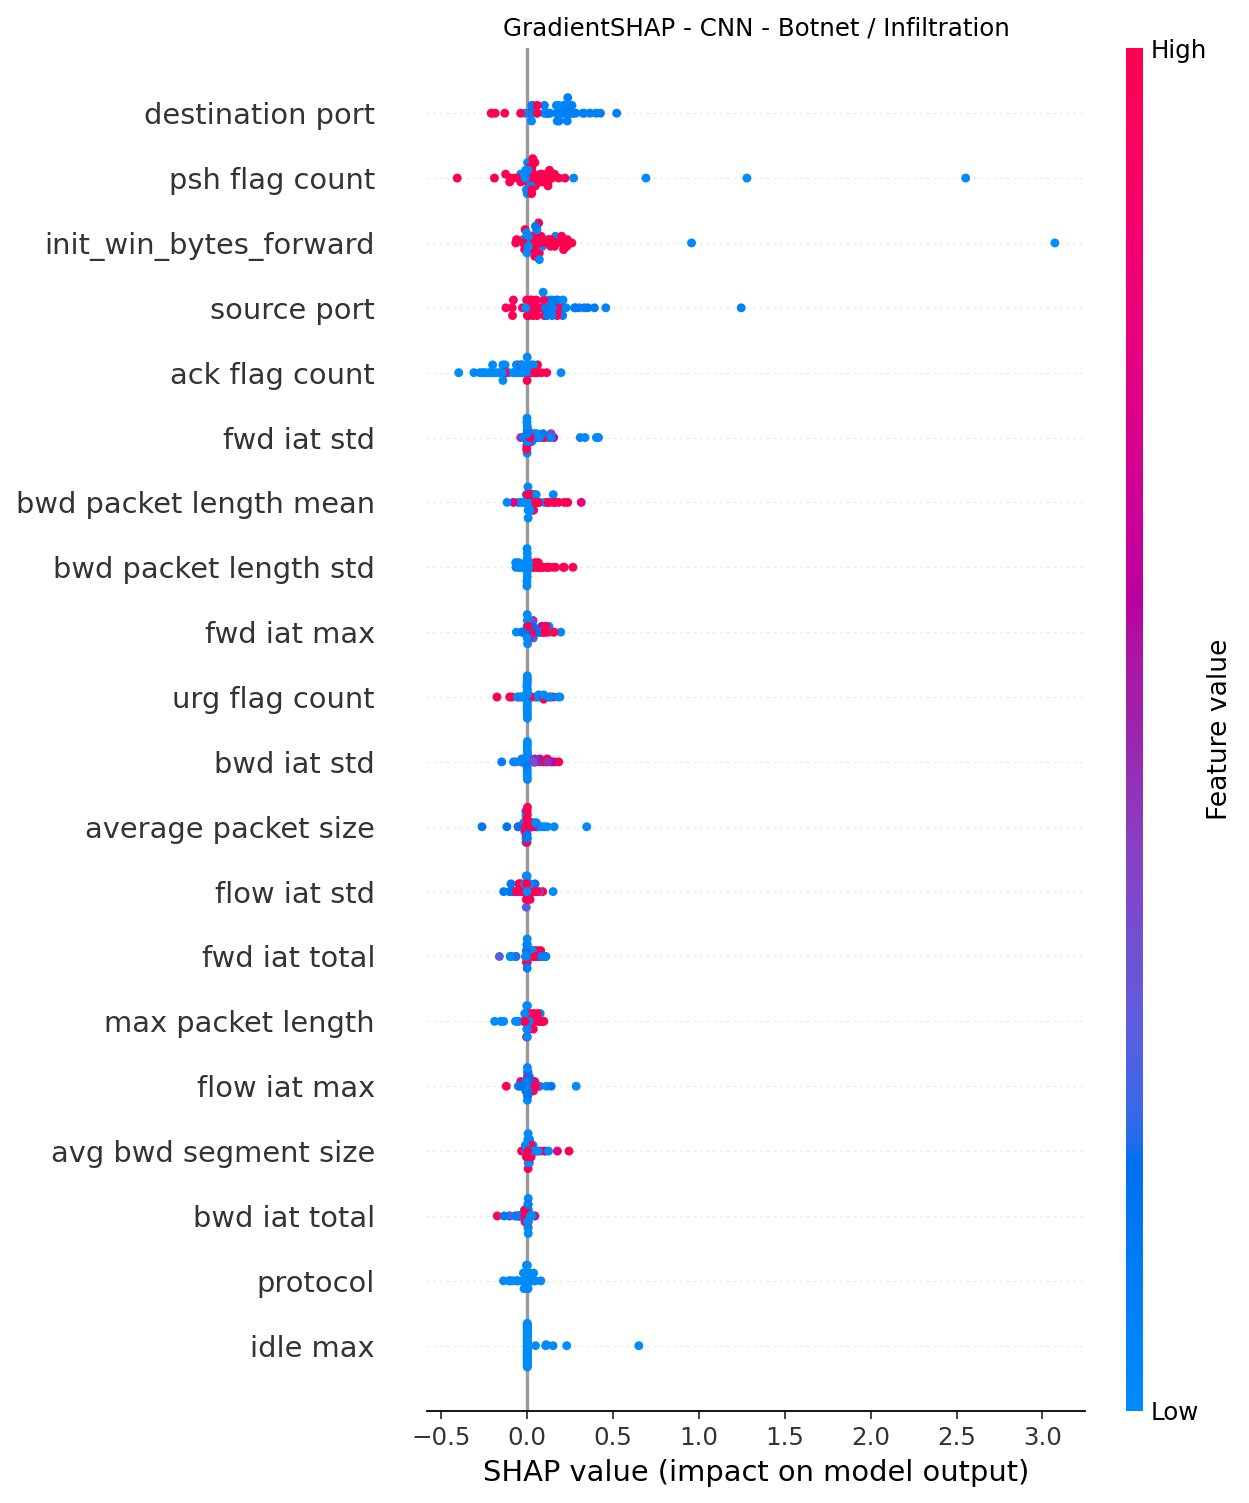 GradientSHAP - CNN - Botnet / Infiltration
High
destination port
psh flag count
init_win_bytes_forward
source port
ack flag count
fwd iat std
bwd packet length mean
bwd packet length std
fwd iat max
urg flag count
bwd iat std
average packet size
flow iat std
fwd iat total
max packet length
flow iat max
avg bwd segment size
bwd iat total
protocol
idle max
Feature value
Low
−0.5 0.0 0.5 1.0 1.5 2.0 2.5 3.0
SHAP value (impact on model output)